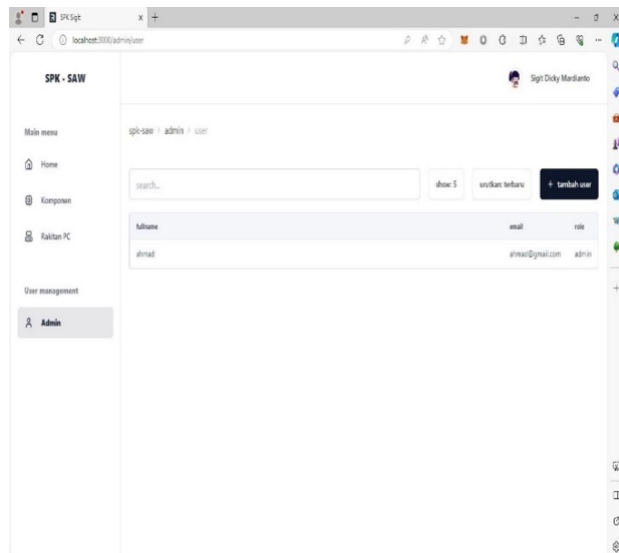 SPK Sigit
localhost:3000/admin/user
SPK - SAW
Sigit Dicky Mardianto
Main menu
spk-saw / admin / user
Home
search...
show: 5
urutkan: terbaru
+ tambah user
Komponen
fullname email role
Rakitan PC
ahmad ahmad@gmail.com admin
User management
Admin